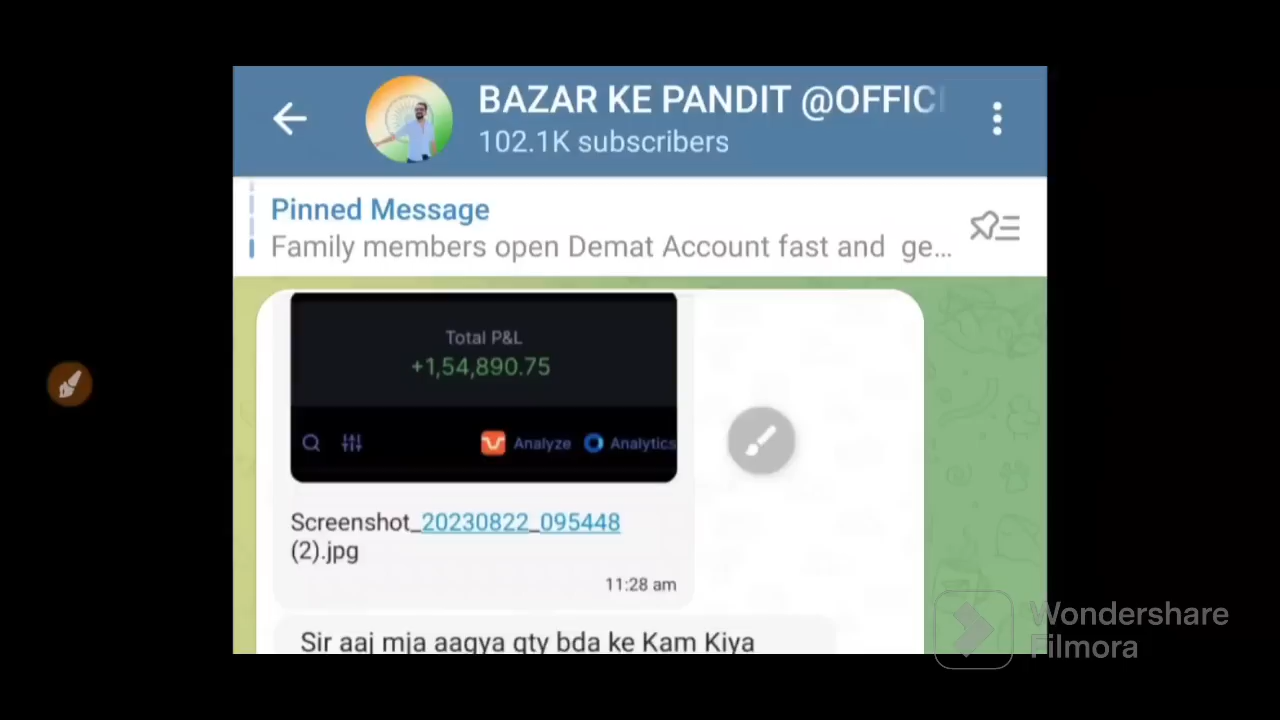 BAZAR KE PANDIT @OFFIC
102.1K subscribers
Pinned Message
Family members open Demat Account fast and ge...
Total P&L
+1,54,890.75
Analyze Analytics
Screenshot_20230822_095448
(2).jpg
11:28 am
Sir aaj mja aagya qty bda ke Kam Kiya
Wondershare
Filmora